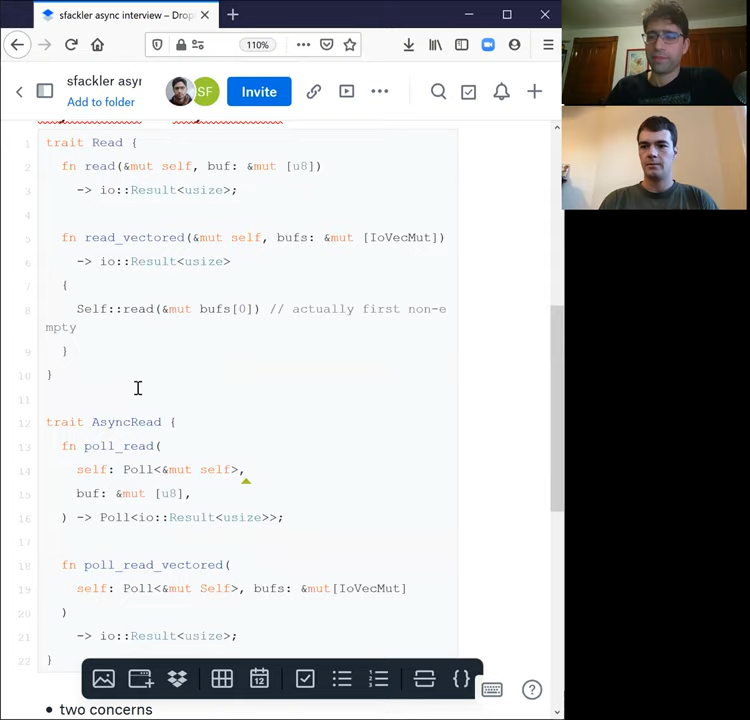 sfackler async interview – Drop
110%
sfackler asyr
Add to folder
SF
Invite
1 trait Read {
2 fn read(&mut self, buf: &mut [u8])
3 -> io::Result<usize>;
4
5 fn read_vectored(&mut self, bufs: &mut [IoVecMut])
6 -> io::Result<usize>
7 {
8 Self::read(&mut bufs[0]) // actually first non-e
mpty
9 }
10 }
11
12 trait AsyncRead {
13 fn poll_read(
14 self: Poll<&mut self>,
15 buf: &mut [u8],
16 ) -> Poll<io::Result<usize>>;
17
18 fn poll_read_vectored(
19 self: Poll<&mut Self>, bufs: &mut[IoVecMut]
20 )
21 -> io::Result<usize>;
22 }
12
{}
?
• two concerns